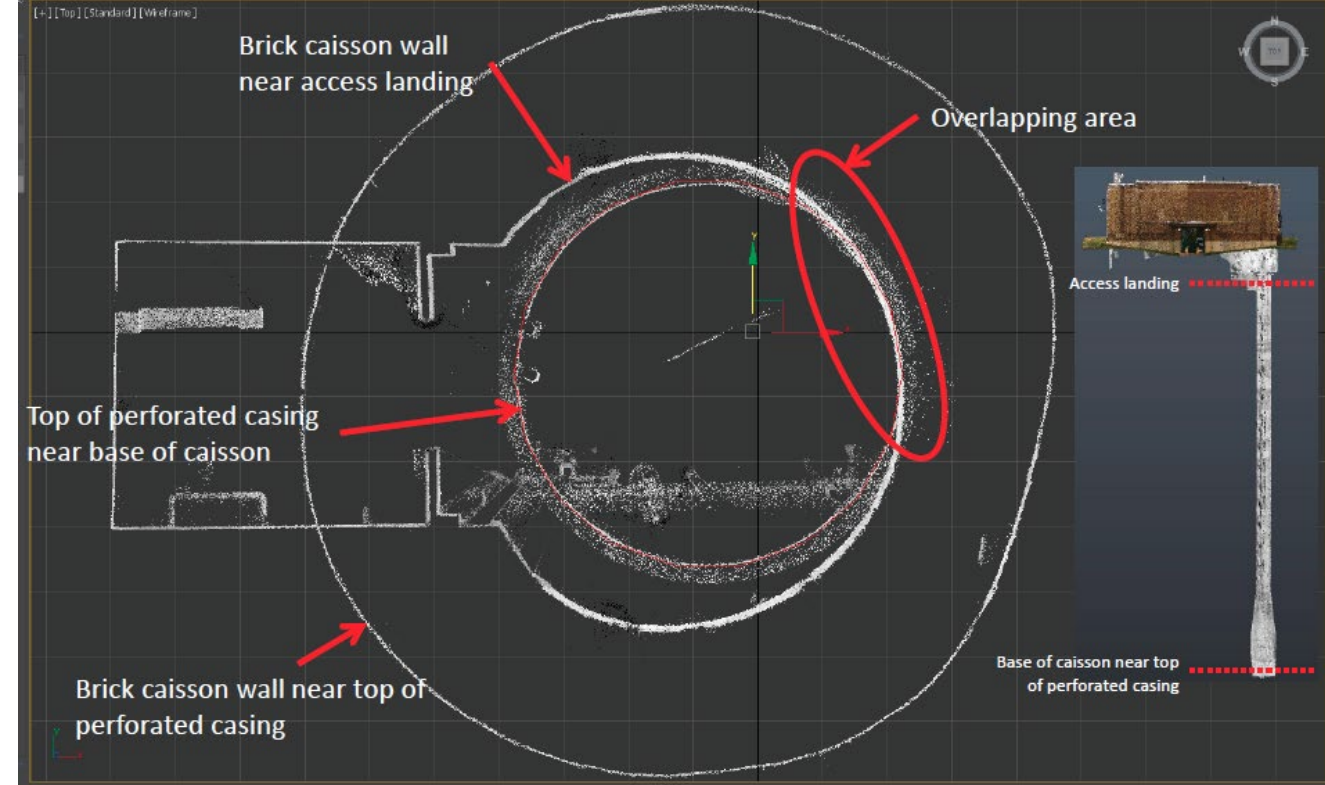 [+] [Top] [Standard] [Wireframe]
Brick caisson wall
near access landing
Overlapping area
N
W
TOP
E
S
Access landing
y
x
Top of perforated casing
near base of caisson
Base of caisson near top
of perforated casing
Brick caisson wall near top of
perforated casing
y
x